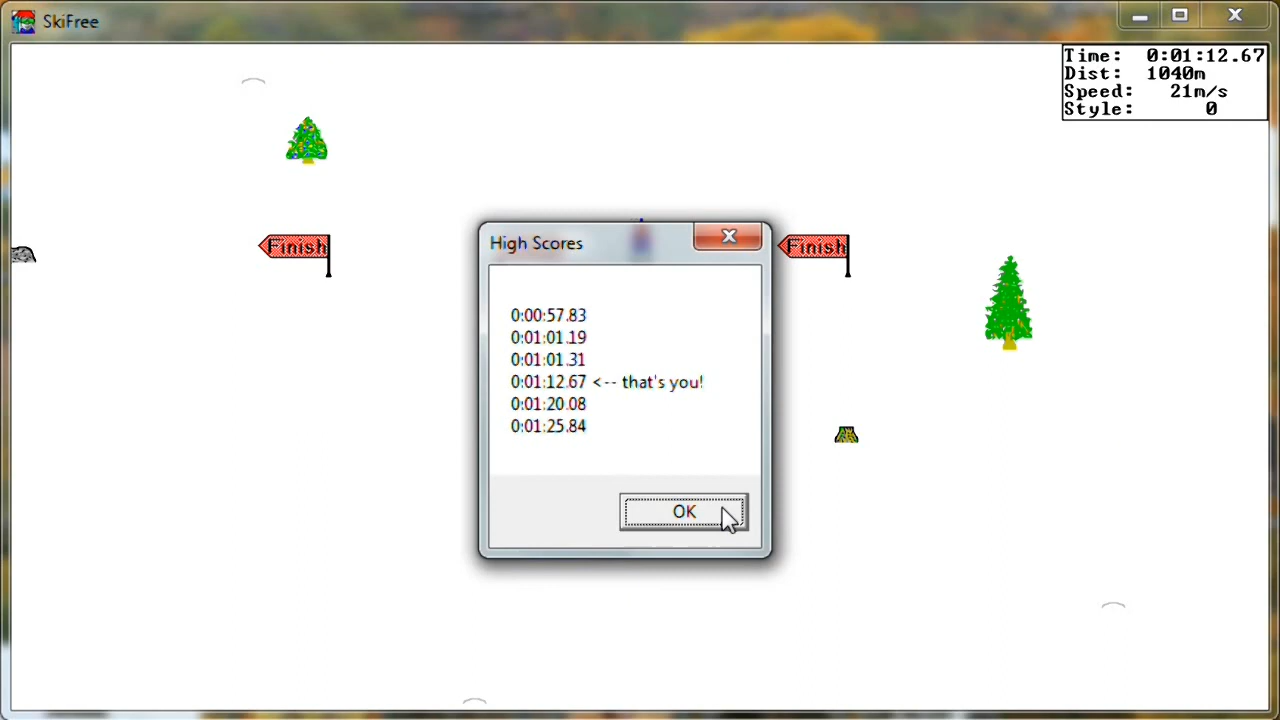 SkiFree
Time: 0:01:12.67
Dist: 1040m
Speed: 21m/s
Style: 0
Finish
Finish
High Scores
0:00:57.83
0:01:01.19
0:01:01.31
0:01:12.67 <-- that's you!
0:01:20.08
0:01:25.84
OK